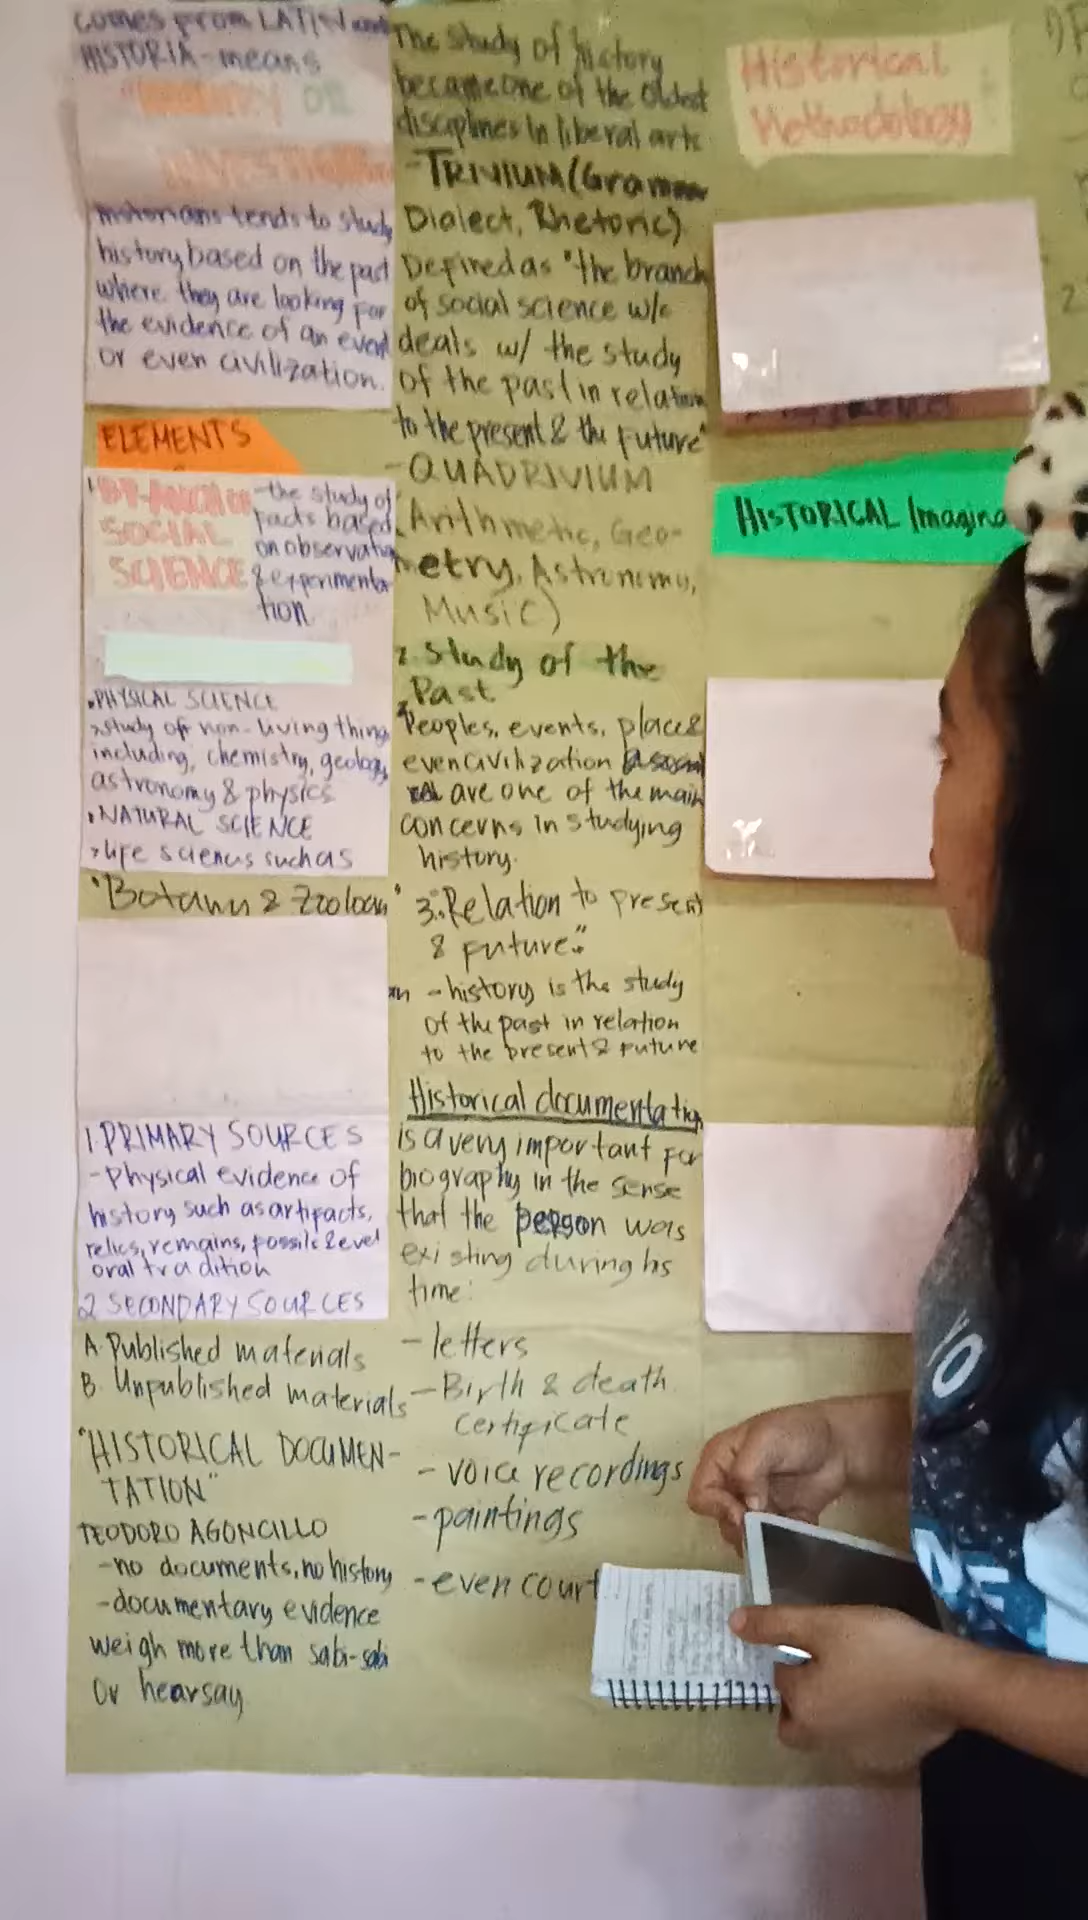 comes from LATIN
HISTORIA - means
INVESTIGA
Historians tends to study
history based on the past
where they are looking for
the evidence of an event
or even civilization.
ELEMENTS
BRANCH OF
SOCIAL
SCIENCE
- the study of
facts based
on observatio
& experimenta-
tion
• PHYSICAL SCIENCE
> study of non-living thing
including, chemistry, geology,
astronomy & physics
• NATURAL SCIENCE
> life sciences such as
"Botany & Zoology"
1. PRIMARY SOURCES
- Physical evidence of
history such as artifacts,
relics, remains, fossils &
oral tradition
2 SECONDARY SOURCES
A. Published materials
B. Unpublished materials
"HISTORICAL DOCUMEN-
TATION"
TEODORO AGONCILLO
- no documents, no history
- documentary evidence
weigh more than sabi-sabi
or hearsay
The study of history
became one of the oldest
disciplines in liberal arts
- TRIVIUM (Grammar
Dialect, Rhetoric)
Defined as "the branch
of social science w/c
deals w/ the study
of the past in relation
to the present & the future"
- QUADRIVIUM
(Arithmetic, Geo-
metry, Astronomy,
Music)
2. Study of the
Past
Peoples, events, place &
even civilization
are one of the main
concerns in studying
history.
3. "Relation to present
& future."
- history is the study
of the past in relation
to the present & future
Historical documentation
is a very important for
biography in the sense
that the person was
existing during his
time:
- letters
- Birth & death
certificate
- voice recordings
- paintings
- even court
Historical
Methodology
HISTORICAL Imagina